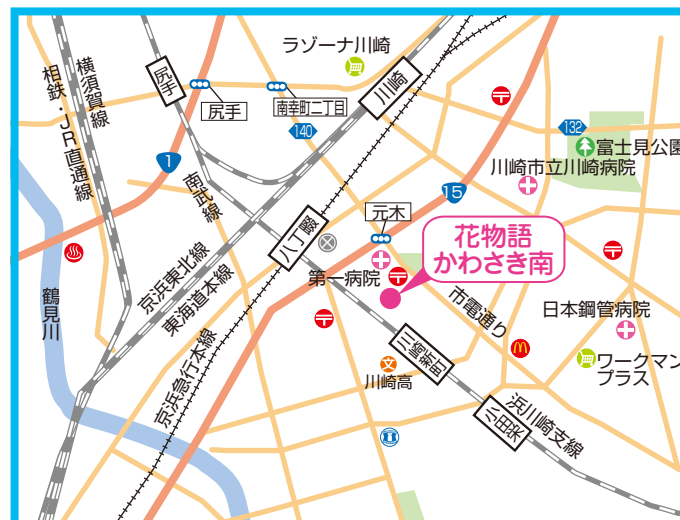 ラゾーナ川崎
尻手
尻手
南幸町二丁目
川崎
横須賀線
相鉄・JR直通線
140
132
富士見公園
川崎市立川崎病院
1
15
南武線
元木
八丁畷
花物語
かわさき南
第一病院
京浜東北線
東海道本線
鶴見川
市電通り
日本鋼管病院
川崎新町
ワークマン
プラス
京浜急行本線
文
川崎高
小田栄
浜川崎支線